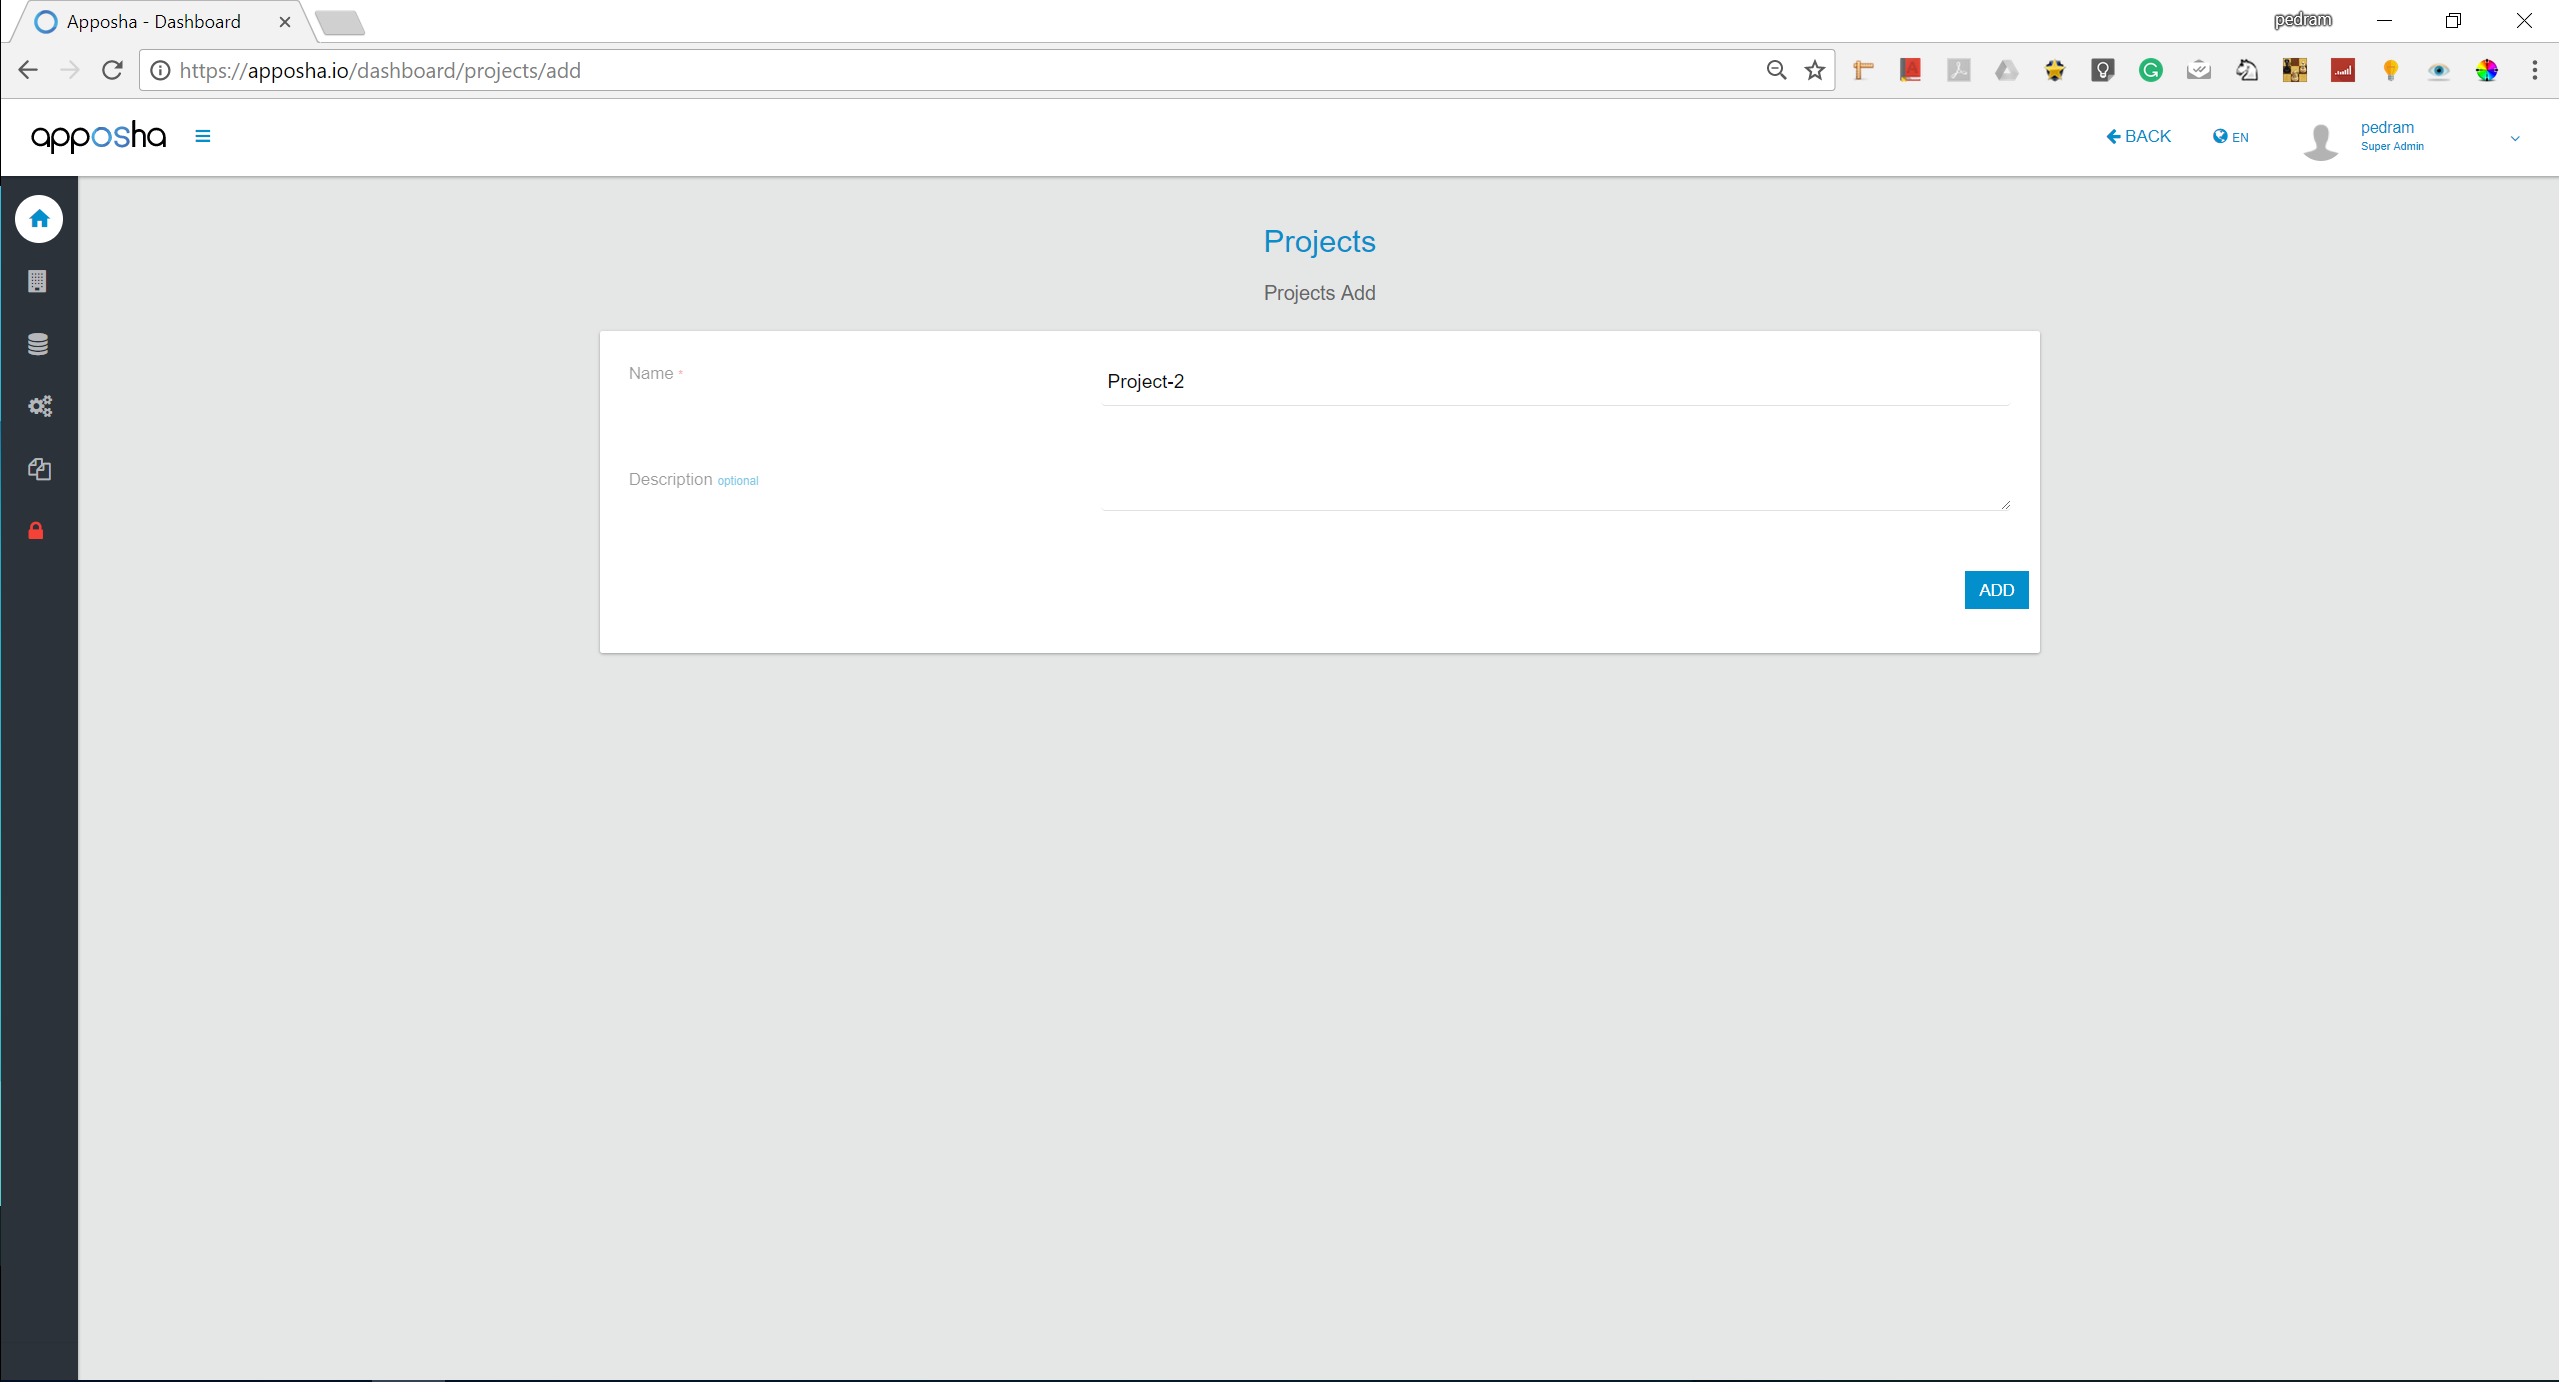 Apposha - Dashboard
pedram
https://apposha.io/dashboard/projects/add
apposha
BACK
EN
pedram
Super Admin
Projects
Projects Add
Name *
Project-2
Description optional
ADD